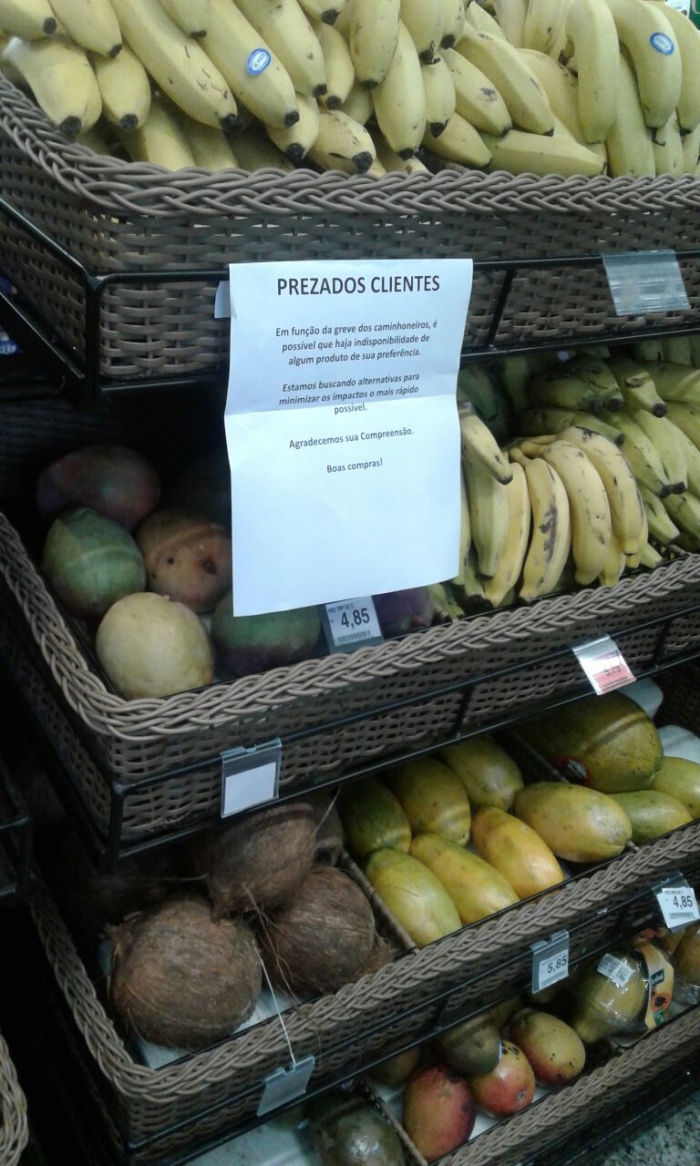 PREZADOS CLIENTES
Em função da greve dos caminhoneiros, é
possível que haja indisponibilidade de
algum produto de sua preferência.
Estamos buscando alternativas para
minimizar os impactos o mais rápido
possível.
Agradecemos sua Compreensão.
Boas compras!
4,85
4,85
5,85